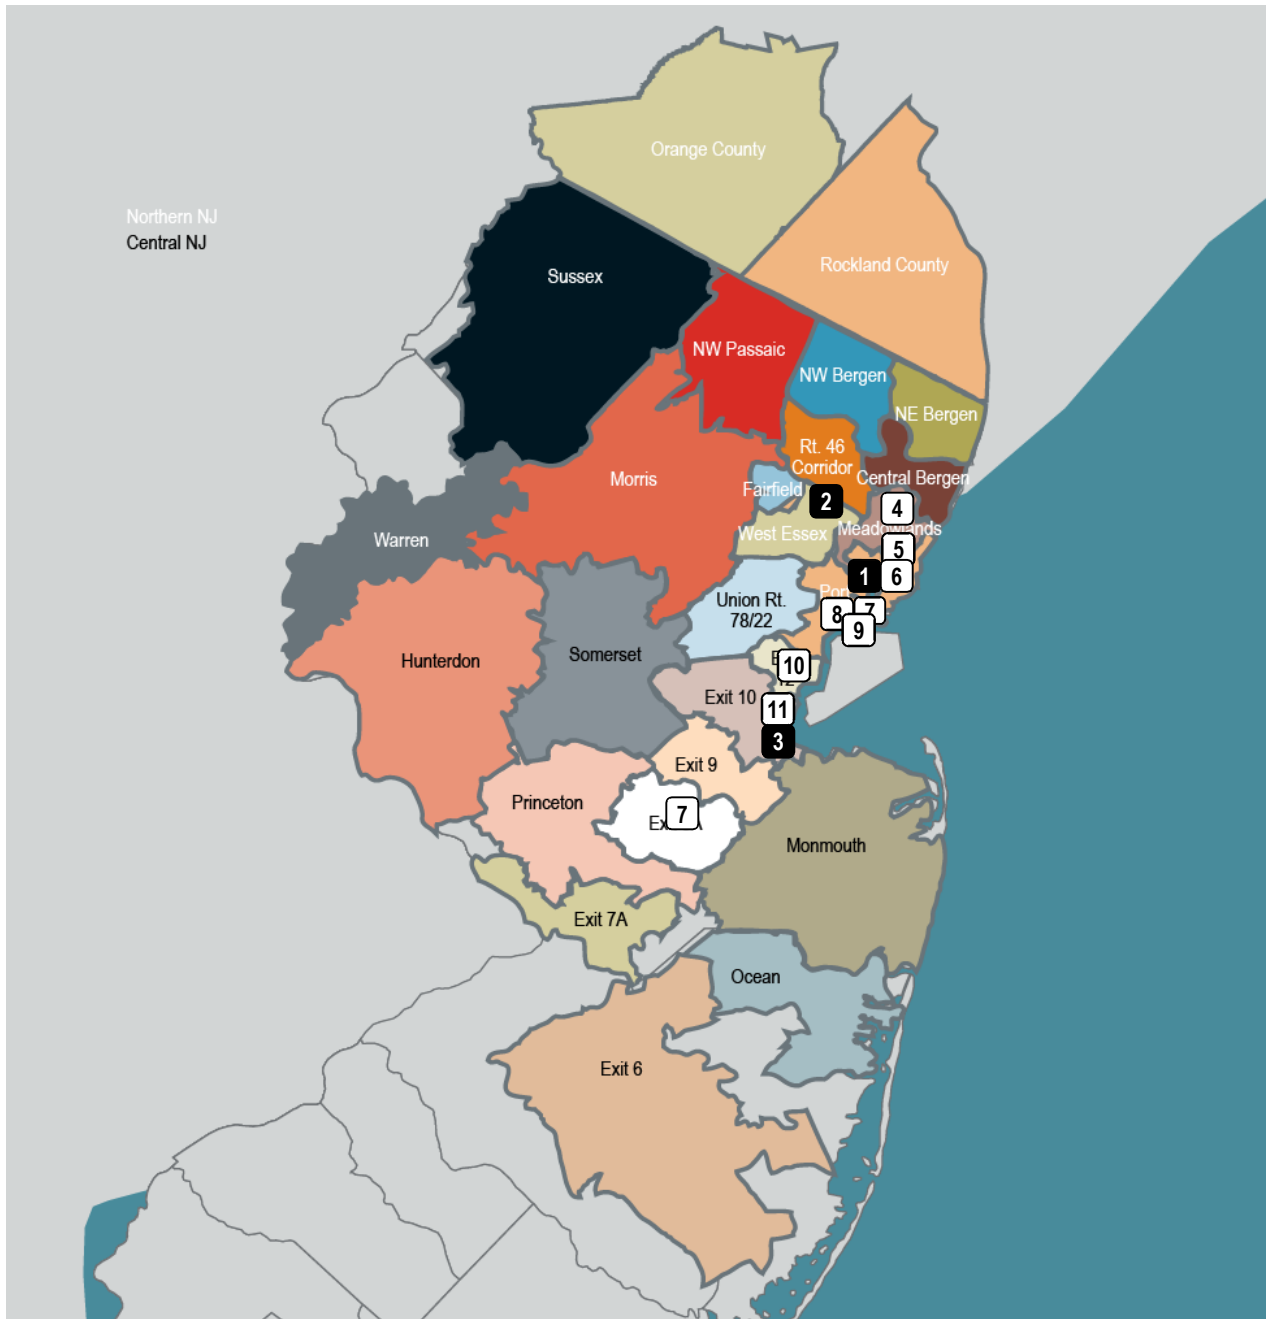 Orange County
Northern NJ
Central NJ
Rockland County
Sussex
NW Passaic
NW Bergen
NE Bergen
Rt. 46
Corridor
Central Bergen
Morris
Fairfield
2
4
West Essex
Meadowlands
Warren
5
1
6
Union Rt.
78/22
8
7
9
Somerset
Hunterdon
10
Exit 10
11
3
Exit 9
Princeton
7
Monmouth
Exit 7A
Ocean
Exit 6